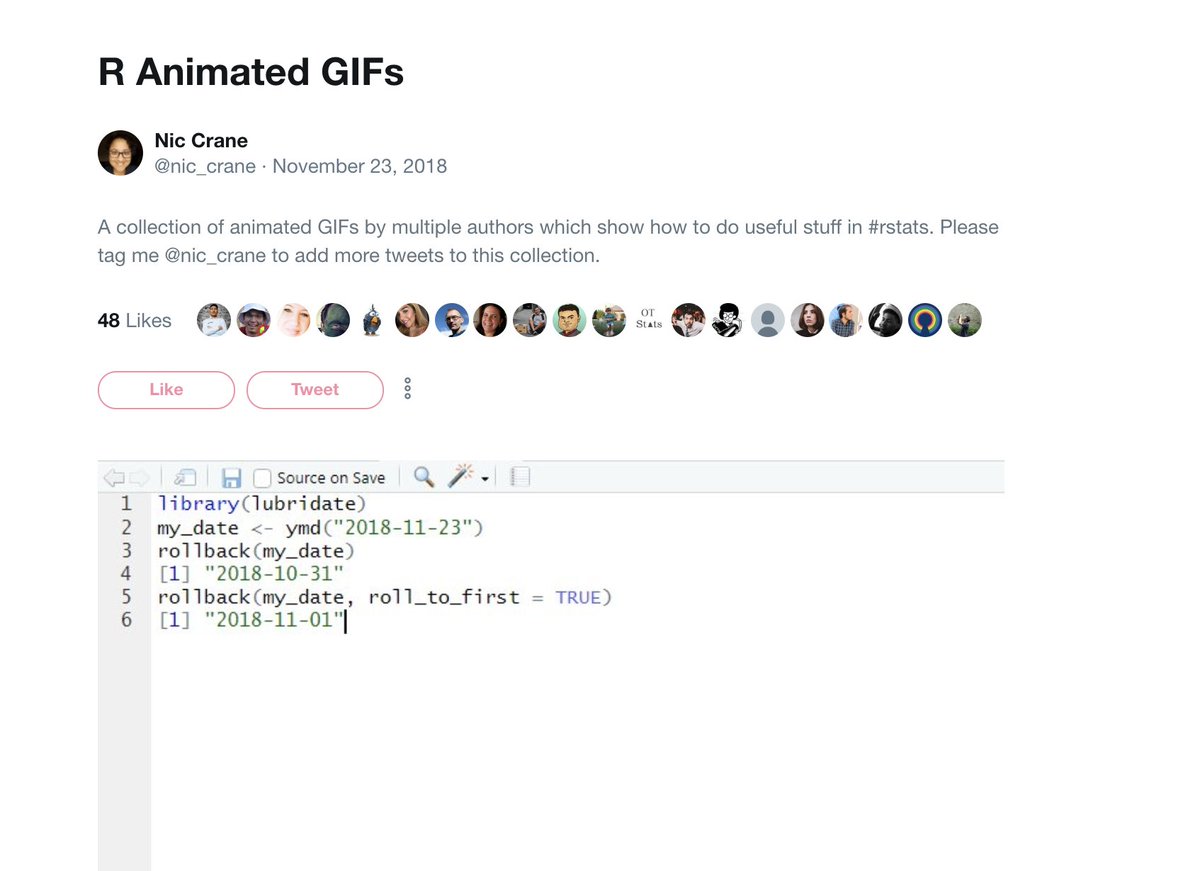 R Animated GIFs
Nic Crane
@nic_crane · November 23, 2018
A collection of animated GIFs by multiple authors which show how to do useful stuff in #rstats. Please
tag me @nic_crane to add more tweets to this collection.
48 Likes
OT
Stats
Like
Tweet
Source on Save
1 library(lubridate)
2 my_date <- ymd("2018-11-23")
3 rollback(my_date)
4 [1] "2018-10-31"
5 rollback(my_date, roll_to_first = TRUE)
6 [1] "2018-11-01"